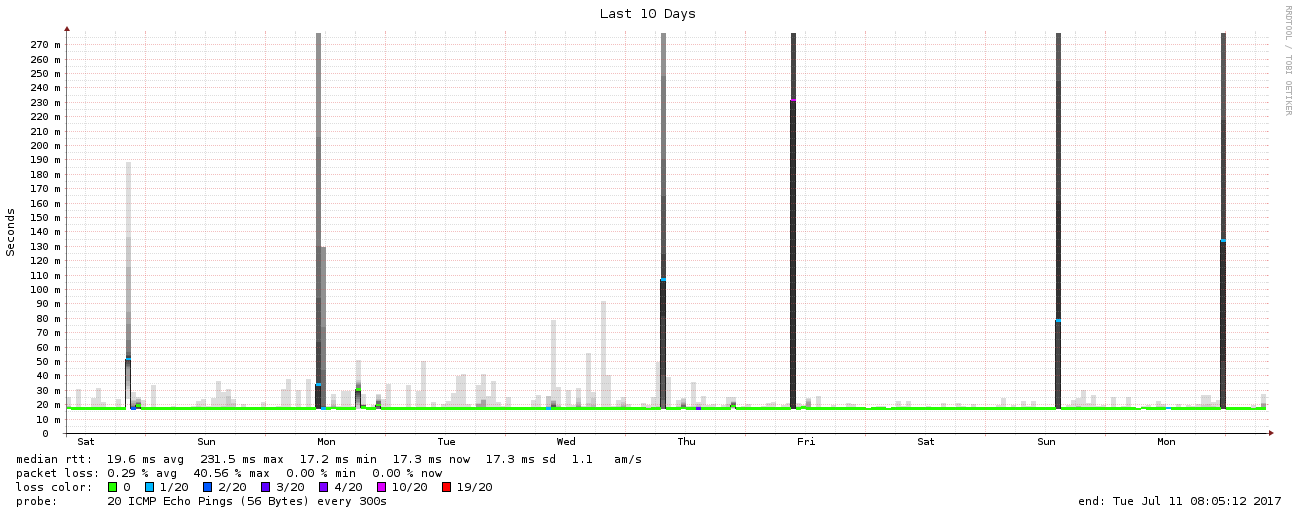 Last 10 Days
RRDTOOL / TOBI OETIKER
Seconds
270 m
260 m
250 m
240 m
230 m
220 m
210 m
200 m
190 m
180 m
170 m
160 m
150 m
140 m
130 m
120 m
110 m
100 m
90 m
80 m
70 m
60 m
50 m
40 m
30 m
20 m
10 m
0
Sat Sun Mon Tue Wed Thu Fri Sat Sun Mon
median rtt: 19.6 ms avg 231.5 ms max 17.2 ms min 17.3 ms now 17.3 ms sd 1.1 am/s
packet loss: 0.29 % avg 40.56 % max 0.00 % min 0.00 % now
loss color: 0 1/20 2/20 3/20 4/20 10/20 19/20
probe: 20 ICMP Echo Pings (56 Bytes) every 300s end: Tue Jul 11 08:05:12 2017